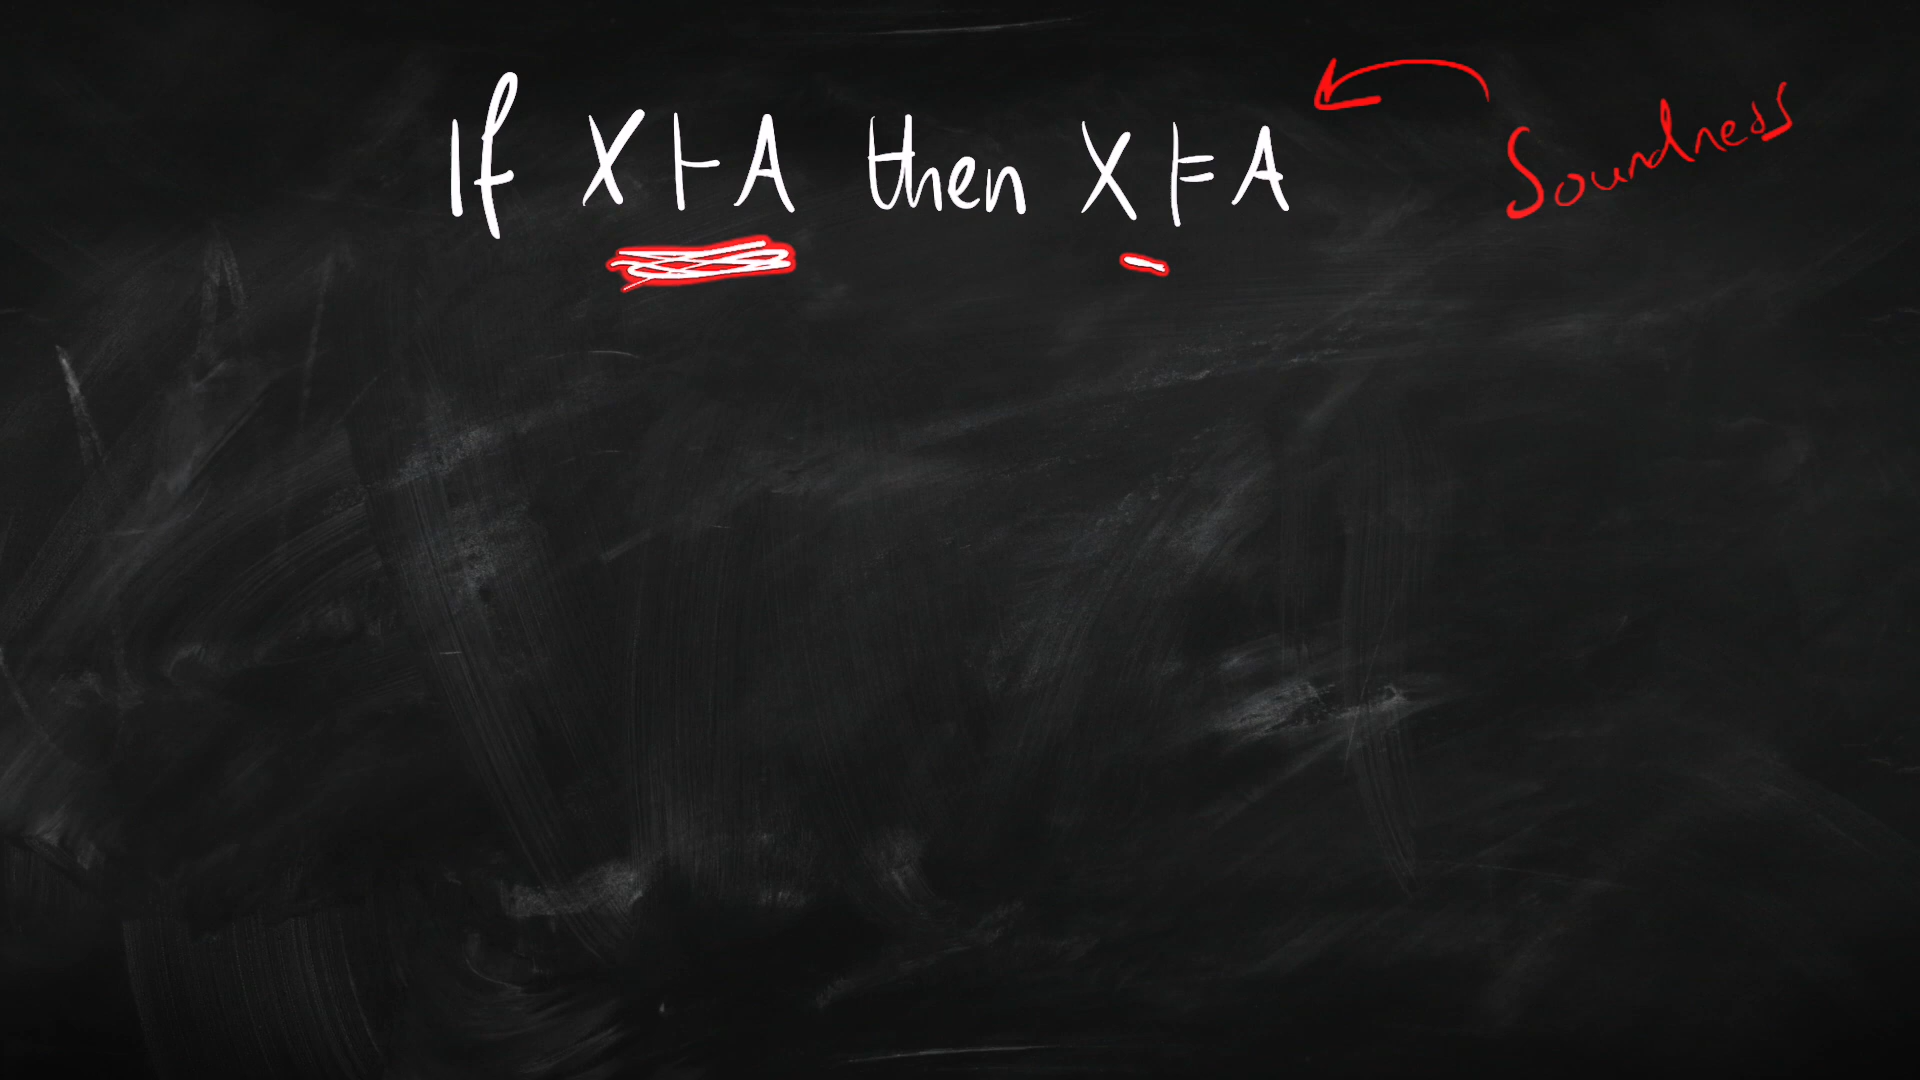 If X ⊢ A then X ⊨ A
Soundness